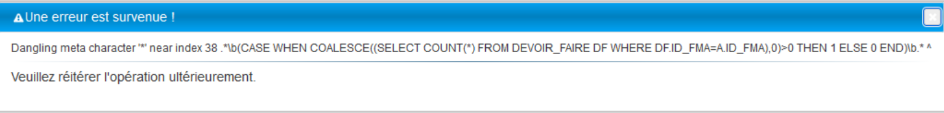 Une erreur est survenue !
Dangling meta character '*' near index 38 .*\b(CASE WHEN COALESCE((SELECT COUNT(*) FROM DEVOIR_FAIRE DF WHERE DF.ID_FMA=A.ID_FMA),0)>0 THEN 1 ELSE 0 END)\b.* ^
Veuillez réitérer l'opération ultérieurement.